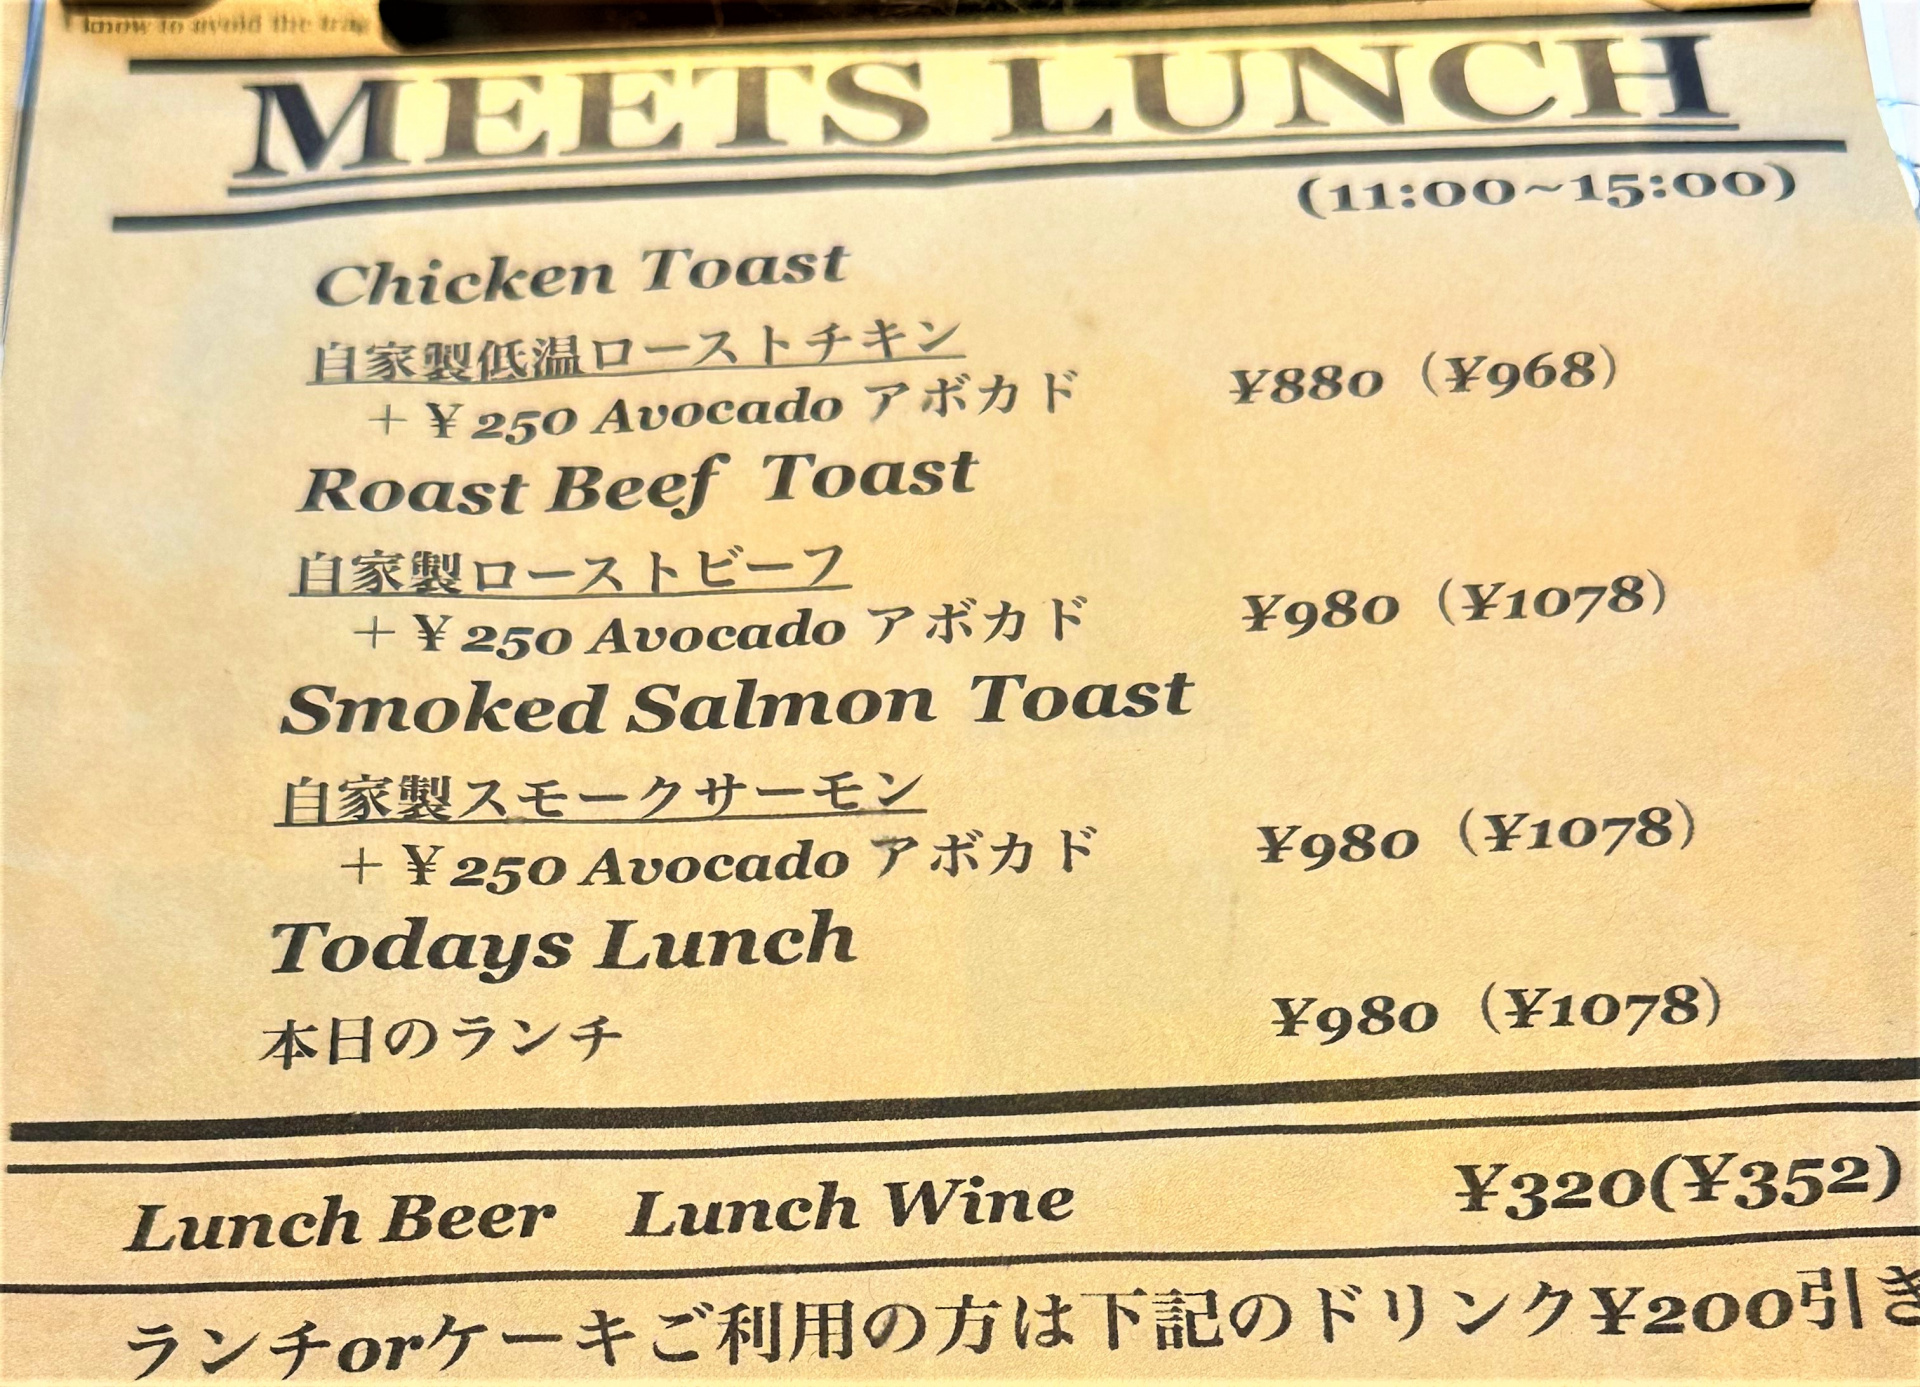 know to avoid the
MEETS LUNCH
(11:00~15:00)
Chicken Toast
自家製低温ローストチキン
+ ¥250 Avocado アボカド ¥880 (¥968)
Roast Beef Toast
自家製ローストビーフ
+ ¥250 Avocado アボカド ¥980 (¥1078)
Smoked Salmon Toast
自家製スモークサーモン
+ ¥250 Avocado アボカド ¥980 (¥1078)
Todays Lunch
本日のランチ ¥980 (¥1078)
Lunch Beer Lunch Wine ¥320(¥352)
ランチorケーキご利用の方は下記のドリンク¥200引き